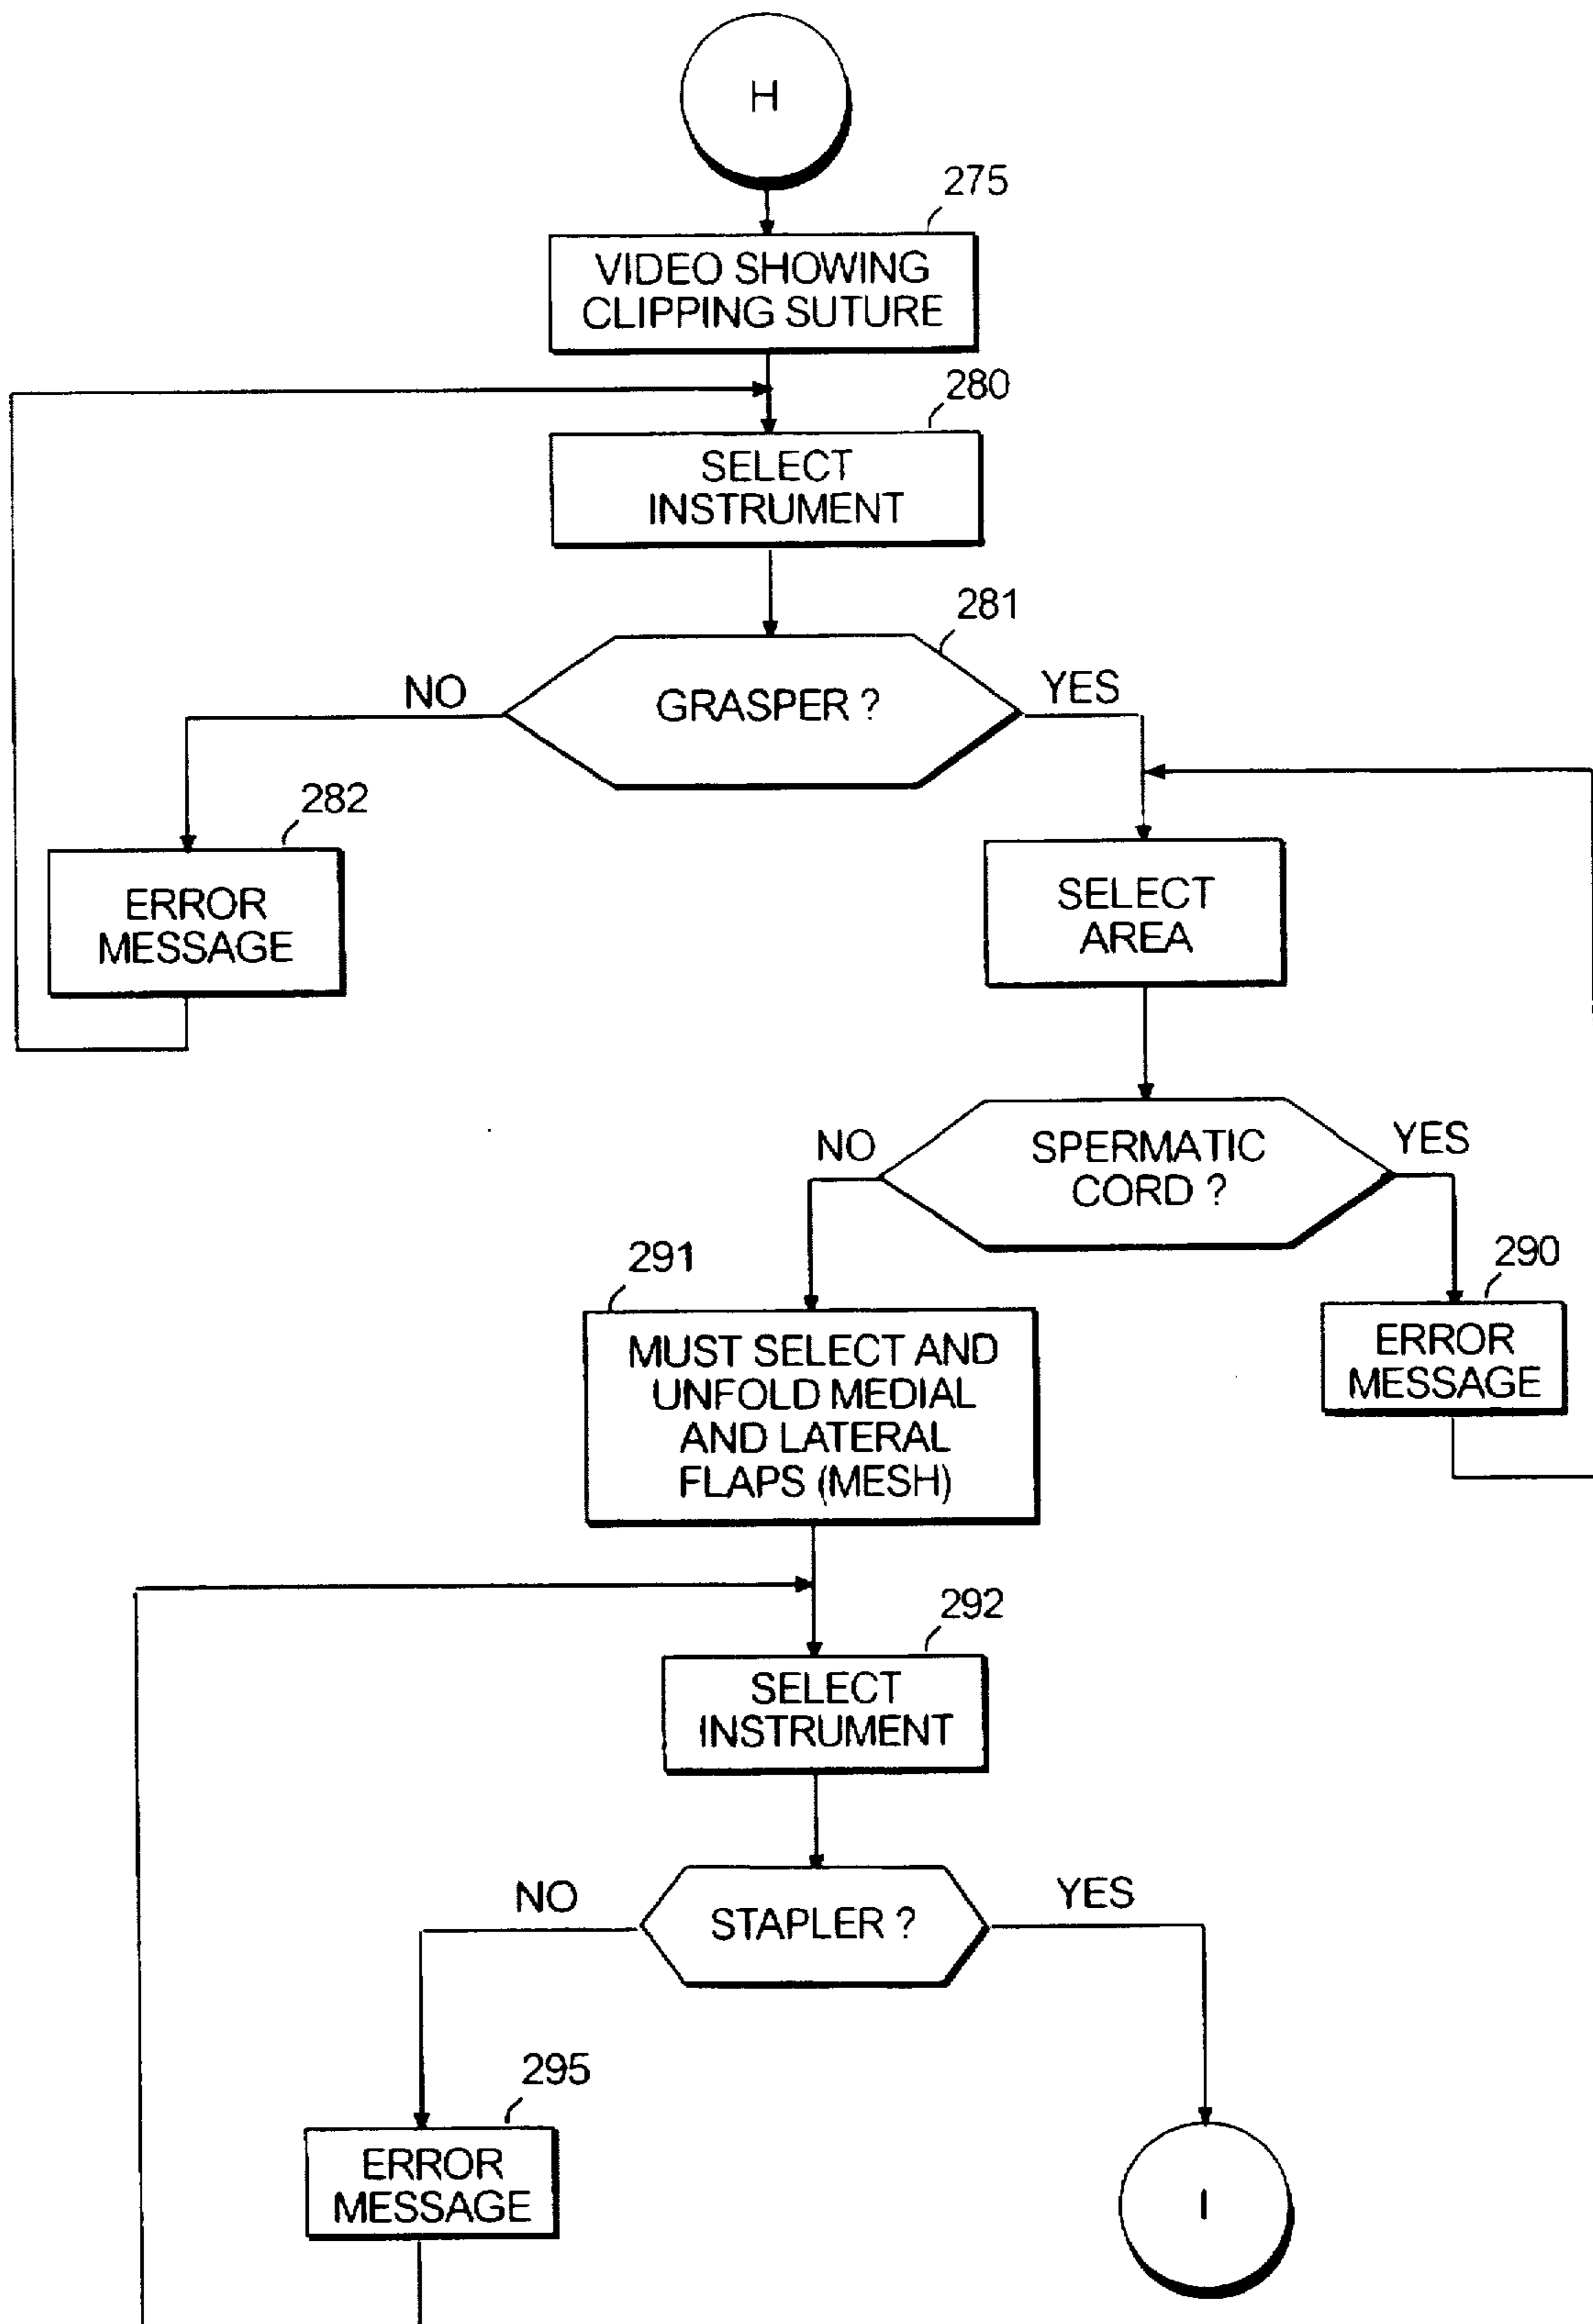 H
275
VIDEO SHOWING
CLIPPING SUTURE
280
SELECT
INSTRUMENT
281
NO
GRASPER ?
YES
282
ERROR
MESSAGE
SELECT
AREA
NO
SPERMATIC
CORD ?
YES
291
MUST SELECT AND
UNFOLD MEDIAL
AND LATERAL
FLAPS (MESH)
290
ERROR
MESSAGE
292
SELECT
INSTRUMENT
NO
STAPLER ?
YES
295
ERROR
MESSAGE
I